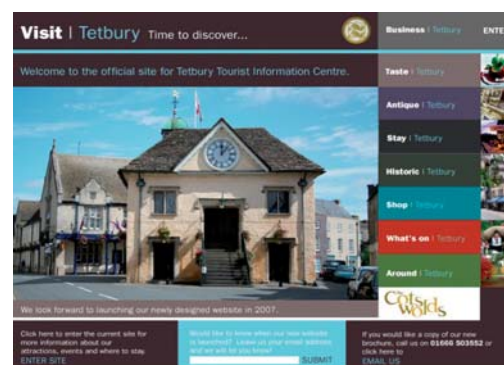 Visit | Tetbury Time to discover...
Business | Tetbury
ENTE
Welcome to the official site for Tetbury Tourist Information Centre.
Taste | Tetbury
Antique | Tetbury
Stay | Tetbury
Historic | Tetbury
Shop | Tetbury
What's on | Tetbury
Around | Tetbury
Cotswolds
We look forward to launching our newly designed website in 2007.
Click here to enter the current site for
more information about our
attractions, events and where to stay.
ENTER SITE
Would you like to know when our new website
is launched? Leave us your email address
and we will let you know!
SUBMIT
If you would like a copy of our new
brochure, call us on 01666 503552 or
click here to
EMAIL US